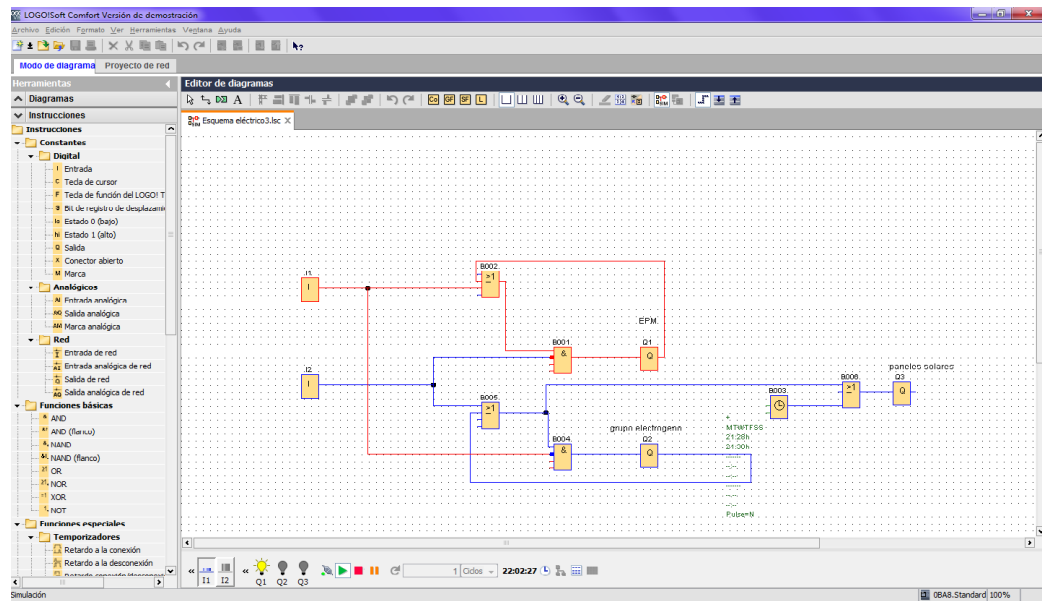 LOGO!Soft Comfort Versión de demostración
Archivo Edición Formato Ver Herramientas Ventana Ayuda
Modo de diagrama Proyecto de red
Herramientas
Diagramas
Instrucciones
Instrucciones
Constantes
Digital
Entrada
Tecla de cursor
Tecla de función del LOGO! T
Bit de registro de desplazami
Estado 0 (bajo)
Estado 1 (alto)
Salida
Conector abierto
Marca
Analógicos
Entrada analógica
Salida analógica
Marca analógica
Red
Entrada de red
Entrada analógica de red
Salida de red
Salida analógica de red
Funciones básicas
AND
AND (flanco)
NAND
NAND (flanco)
OR
NOR
XOR
NOT
Funciones especiales
Temporizadores
Retardo a la conexión
Retardo a la desconexión
Editor de diagramas
Co GF SF L
Esquema eléctrico3.lsc X
I1
I
B002
≥1
EPM
B001
&
Q1
Q
I2
I
B005
≥1
B004
&
grupo electrogeno
Q2
Q
B003
+
MTWTFSS
21:28h
24:00h
-------
--:--
--:--
-------
--:--
--:--
Pulse=N
B006
≥1
paneles solares
Q3
Q
I1 I2 Q1 Q2 Q3
1 Ciclos 22:02:27
Simulación
0BA8.Standard 100%